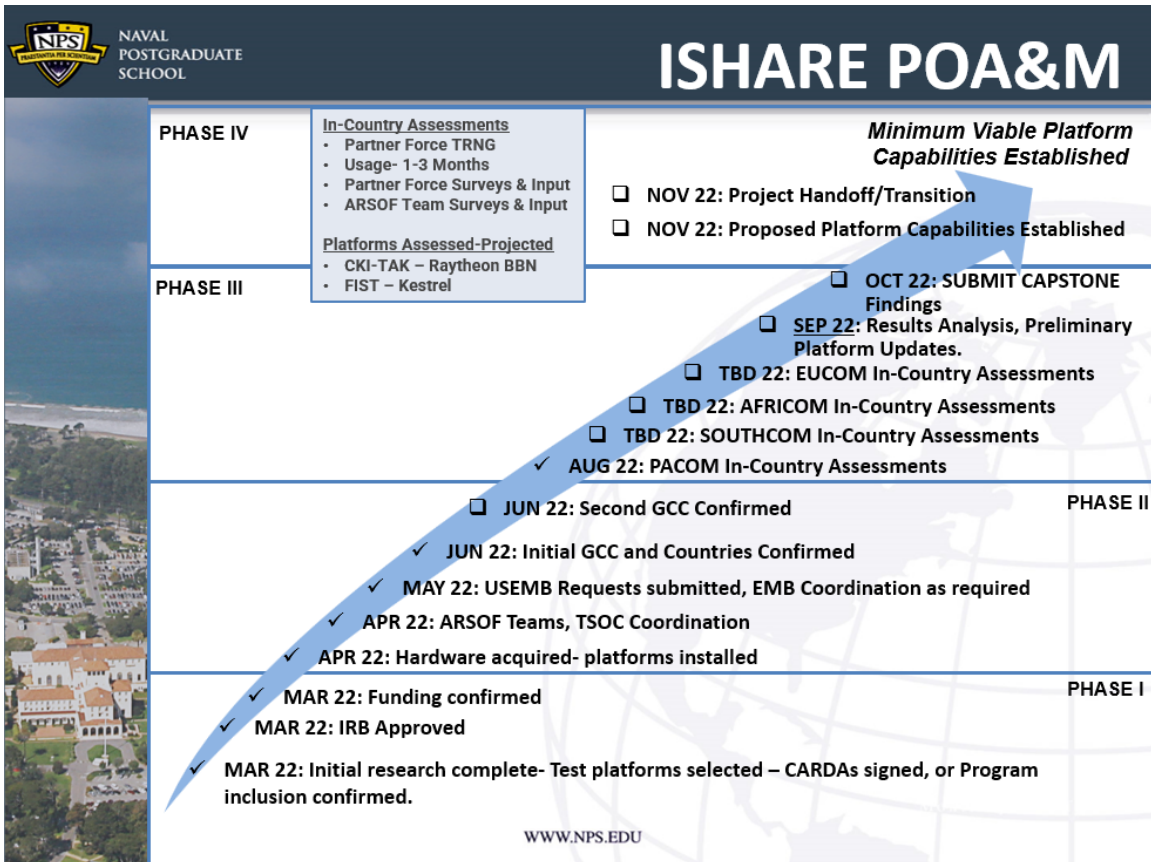 NPS
PRAESTANTIA PER SCIENTIAM
NAVAL
POSTGRADUATE
SCHOOL
ISHARE POA&M
PHASE IV
In-Country Assessments
• Partner Force TRNG
• Usage- 1-3 Months
• Partner Force Surveys & Input
• ARSOF Team Surveys & Input
Platforms Assessed-Projected
• CKI-TAK – Raytheon BBN
• FIST – Kestrel
Minimum Viable Platform
Capabilities Established
❑ NOV 22: Project Handoff/Transition
❑ NOV 22: Proposed Platform Capabilities Established
PHASE III
❑ OCT 22: SUBMIT CAPSTONE
Findings
❑ SEP 22: Results Analysis, Preliminary
Platform Updates.
❑ TBD 22: EUCOM In-Country Assessments
❑ TBD 22: AFRICOM In-Country Assessments
❑ TBD 22: SOUTHCOM In-Country Assessments
✓ AUG 22: PACOM In-Country Assessments
PHASE II
❑ JUN 22: Second GCC Confirmed
✓ JUN 22: Initial GCC and Countries Confirmed
✓ MAY 22: USEMB Requests submitted, EMB Coordination as required
✓ APR 22: ARSOF Teams, TSOC Coordination
✓ APR 22: Hardware acquired- platforms installed
PHASE I
✓ MAR 22: Funding confirmed
✓ MAR 22: IRB Approved
✓ MAR 22: Initial research complete- Test platforms selected – CARDAs signed, or Program
inclusion confirmed.
WWW.NPS.EDU